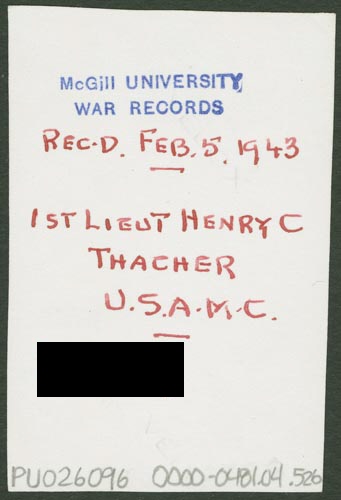 McGill UNIVERSITY
WAR RECORDS
REC·D. FEB. 5. 1943
1ST LIEUT HENRY C
THACHER
U.S.A.M.C.
PU026096 0000-0481.04.526